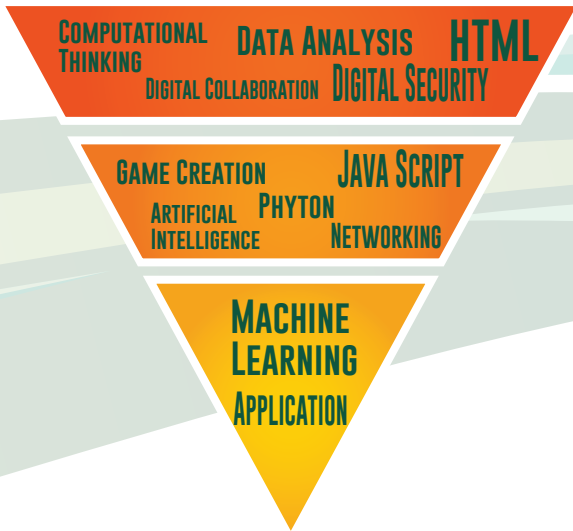 COMPUTATIONAL
THINKING
DATA ANALYSIS
HTML
DIGITAL COLLABORATION
DIGITAL SECURITY
GAME CREATION
JAVA SCRIPT
ARTIFICIAL
INTELLIGENCE
PHYTON
NETWORKING
MACHINE
LEARNING
APPLICATION